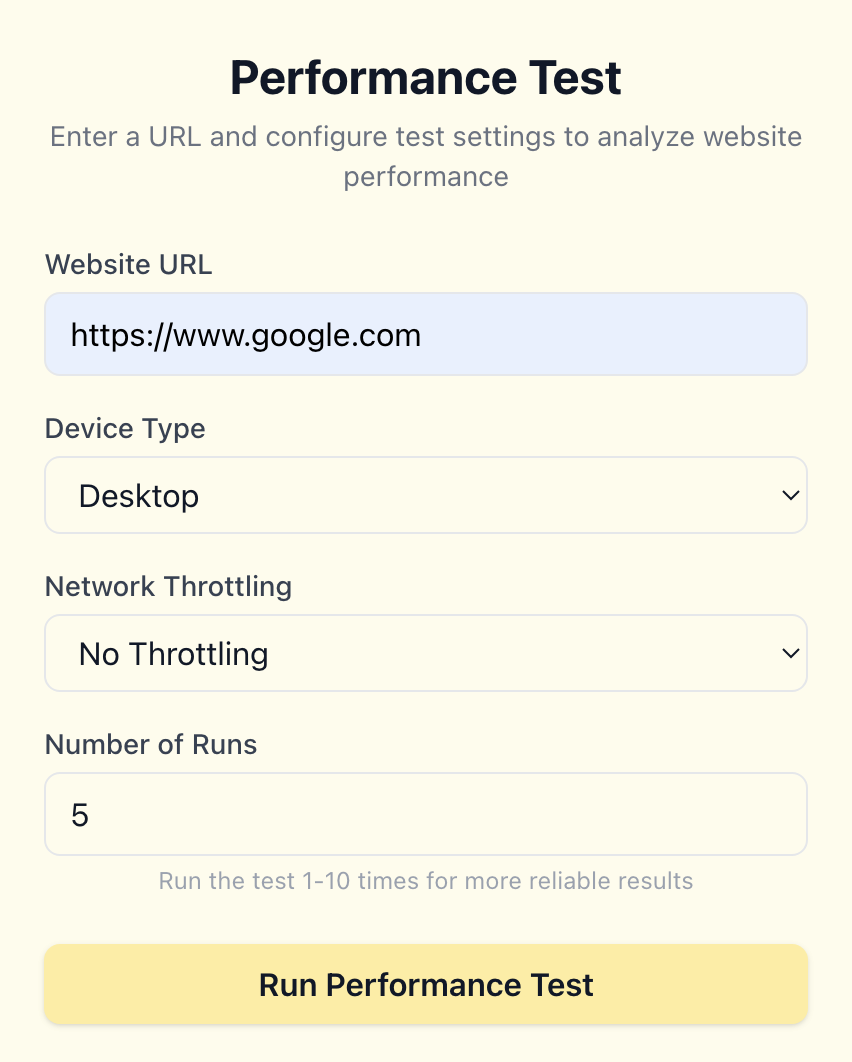 Performance Test
Enter a URL and configure test settings to analyze website
performance
Website URL
https://www.google.com
Device Type
Desktop
Network Throttling
No Throttling
Number of Runs
5
Run the test 1-10 times for more reliable results
Run Performance Test